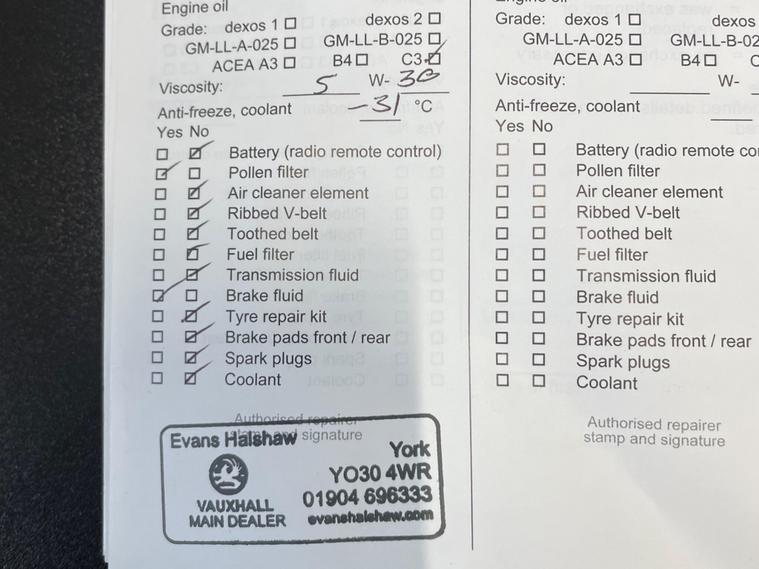 Engine oil
Grade: dexos 1 dexos 2
GM-LL-A-025 GM-LL-B-025
ACEA A3 B4 C3
Viscosity: 5 W- 30
Anti-freeze, coolant -31 °C
Yes No
Battery (radio remote control)
Pollen filter
Air cleaner element
Ribbed V-belt
Toothed belt
Fuel filter
Transmission fluid
Brake fluid
Tyre repair kit
Brake pads front / rear
Spark plugs
Coolant
Authorised repairer
stamp and signature
Evans Halshaw
VAUXHALL
MAIN DEALER
York
YO30 4WR
01904 696333
evanshalshaw.com
Engine oil
Grade: dexos 1 dexos
GM-LL-A-025 GM-LL-B-02
ACEA A3 B4 C
Viscosity: W-
Anti-freeze, coolant
Yes No
Battery (radio remote co
Pollen filter
Air cleaner element
Ribbed V-belt
Toothed belt
Fuel filter
Transmission fluid
Brake fluid
Tyre repair kit
Brake pads front / rear
Spark plugs
Coolant
Authorised repairer
stamp and signature